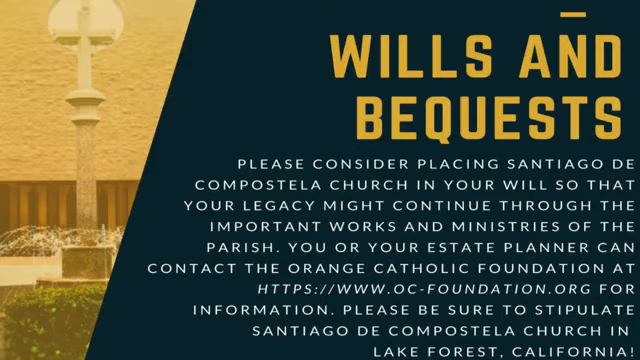 WILLS AND
BEQUESTS
PLEASE CONSIDER PLACING SANTIAGO DE
COMPOSTELA CHURCH IN YOUR WILL SO THAT
YOUR LEGACY MIGHT CONTINUE THROUGH THE
IMPORTANT WORKS AND MINISTRIES OF THE
PARISH. YOU OR YOUR ESTATE PLANNER CAN
CONTACT THE ORANGE CATHOLIC FOUNDATION AT
HTTPS://WWW.OC-FOUNDATION.ORG FOR
INFORMATION. PLEASE BE SURE TO STIPULATE
SANTIAGO DE COMPOSTELA CHURCH IN
LAKE FOREST, CALIFORNIA!